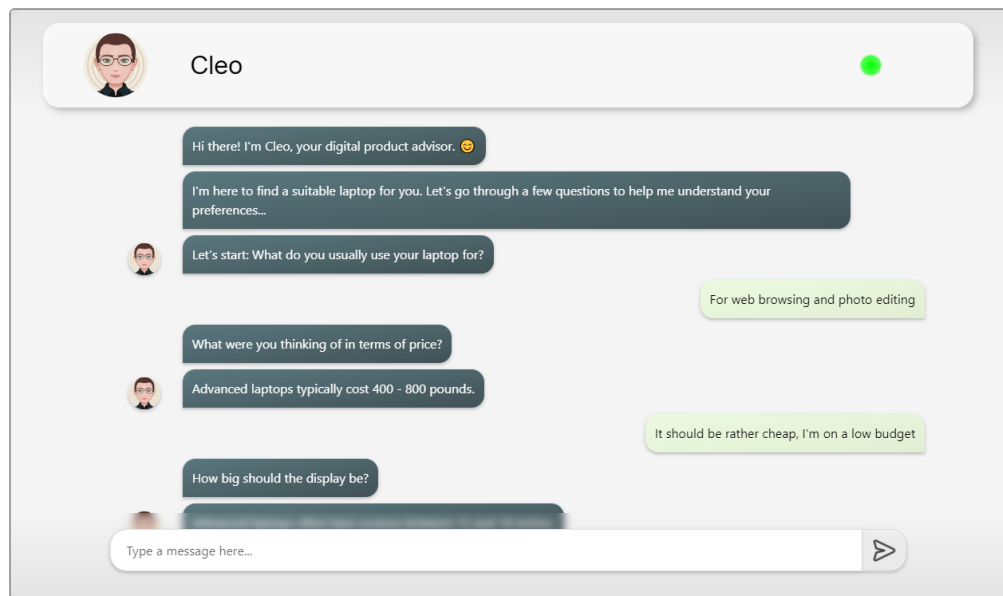 Cleo
Hi there! I'm Cleo, your digital product advisor. 😊
I'm here to find a suitable laptop for you. Let's go through a few questions to help me understand your
preferences...
Let's start: What do you usually use your laptop for?
For web browsing and photo editing
What were you thinking of in terms of price?
Advanced laptops typically cost 400 - 800 pounds.
It should be rather cheap, I'm on a low budget
How big should the display be?
Type a message here...